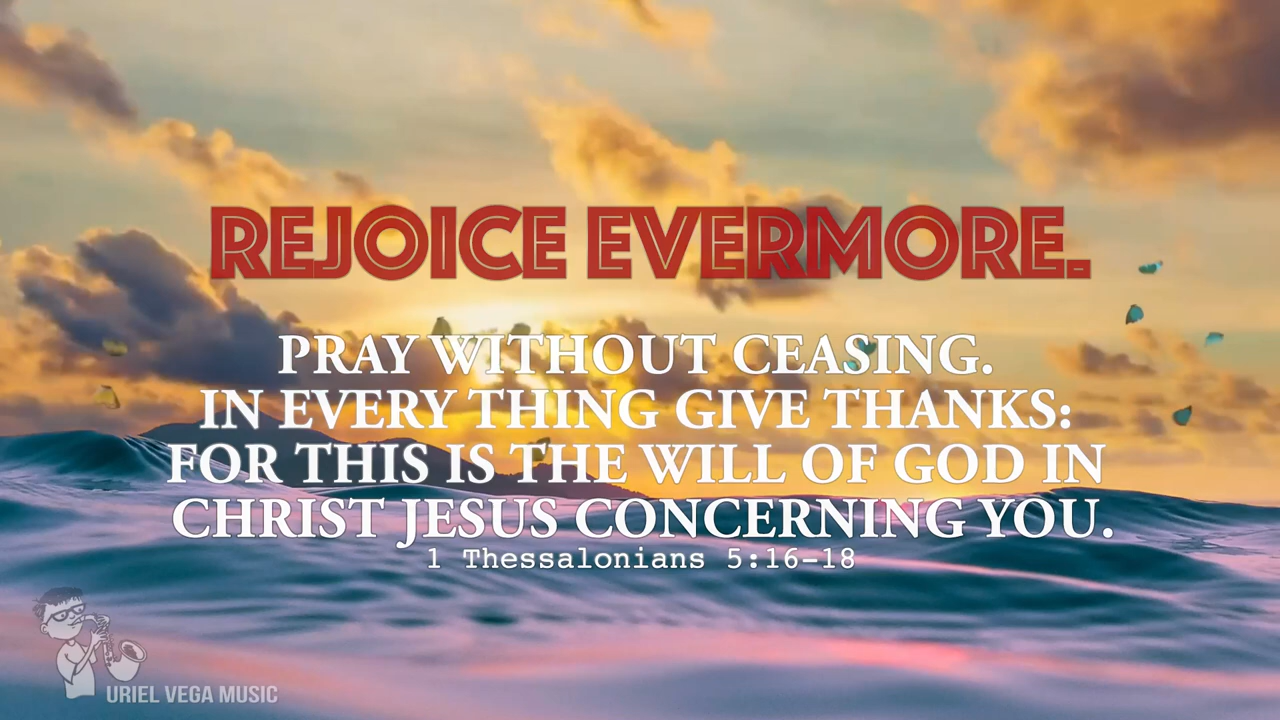 REJOICE EVERMORE.
PRAY WITHOUT CEASING.
IN EVERY THING GIVE THANKS:
FOR THIS IS THE WILL OF GOD IN
CHRIST JESUS CONCERNING YOU.
1 Thessalonians 5:16-18
URIEL VEGA MUSIC